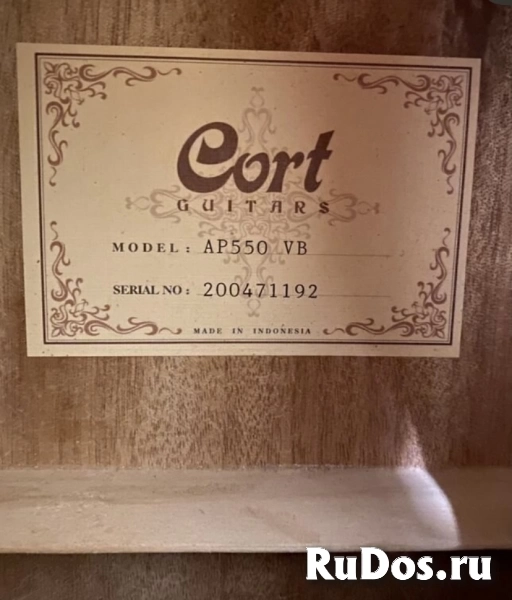 Cort
GUITARS
MODEL: AP550 VB
SERIAL NO: 200471192
MADE IN INDONESIA
RuDos.ru